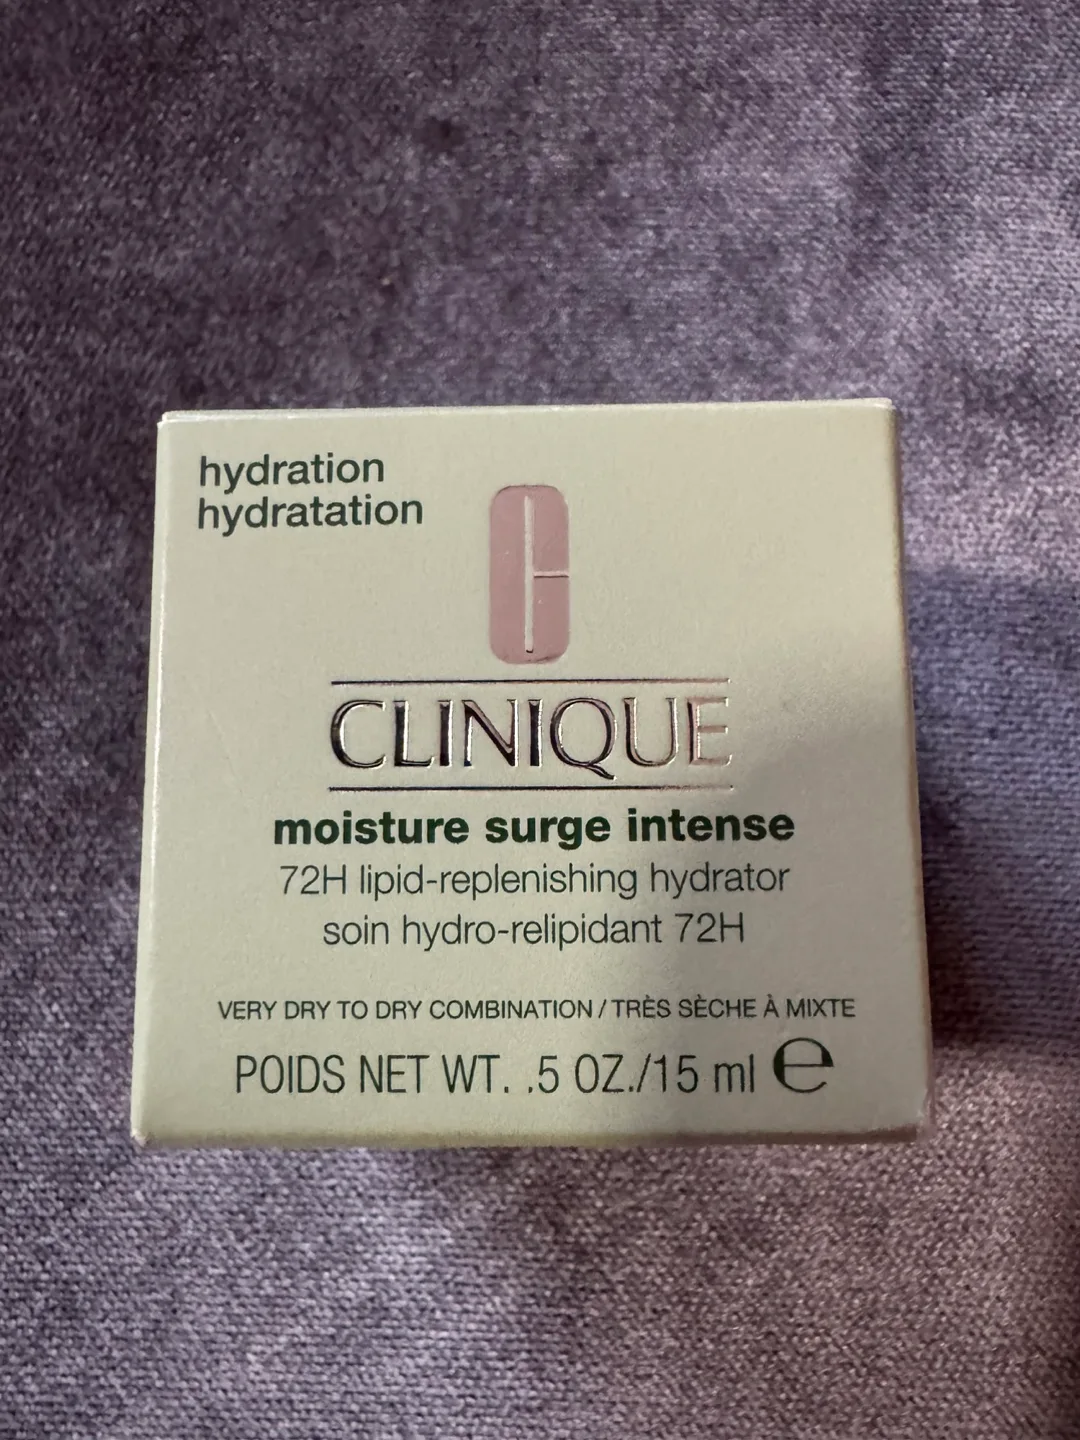 hydration
hydratation
CLINIQUE
moisture surge intense
72H lipid-replenishing hydrator
soin hydro-relipidant 72H
VERY DRY TO DRY COMBINATION / TRÈS SÈCHE À MIXTE
POIDS NET WT. .5 OZ./15 ml ℮